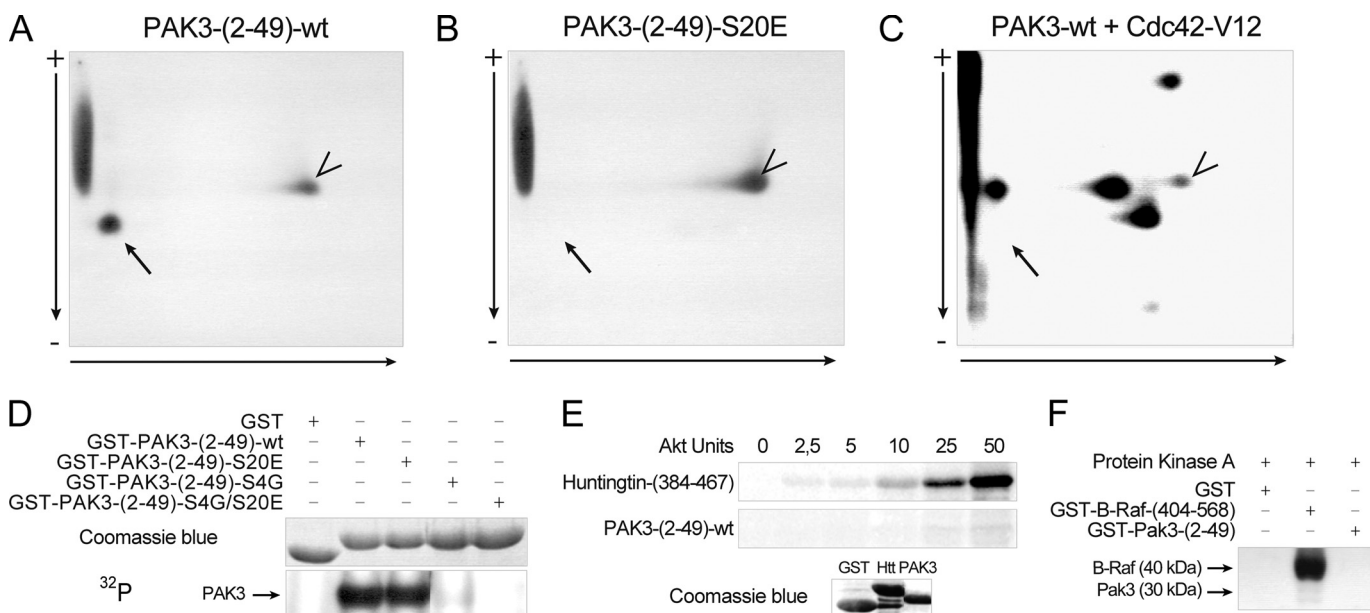 A
PAK3-(2-49)-wt
+
-
B
PAK3-(2-49)-S20E
+
-
C
PAK3-wt + Cdc42-V12
+
-
D
GST + – – – –
GST-PAK3-(2-49)-wt – + – – –
GST-PAK3-(2-49)-S20E – – + – –
GST-PAK3-(2-49)-S4G – – – + –
GST-PAK3-(2-49)-S4G/S20E – – – – +
Coomassie blue
32P PAK3
E
Akt Units 0 2,5 5 10 25 50
Huntingtin-(384-467)
PAK3-(2-49)-wt
GST Htt PAK3
Coomassie blue
F
Protein Kinase A + + +
GST + – –
GST-B-Raf-(404-568) – + –
GST-Pak3-(2-49) – – +
B-Raf (40 kDa)
Pak3 (30 kDa)